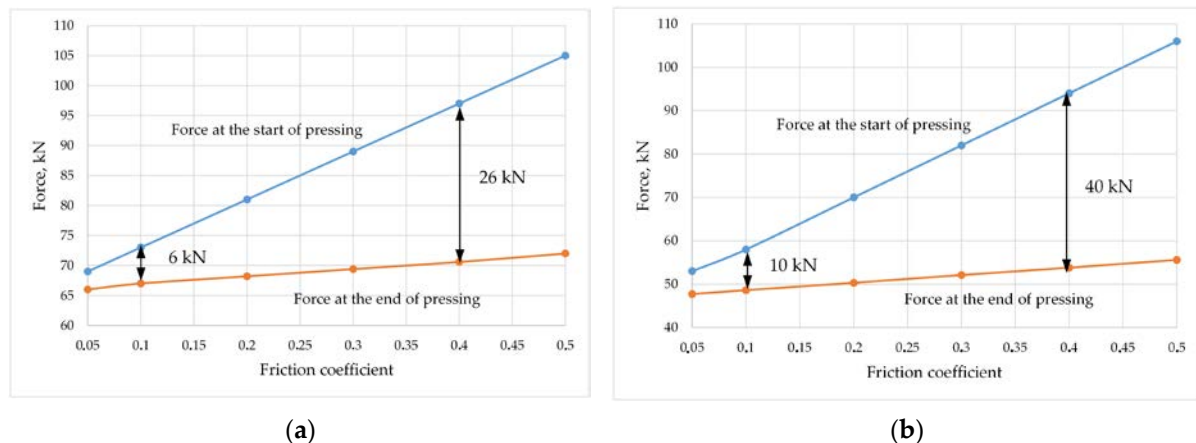 110
105
100
95
90
85
80
75
70
65
60
Force, kN
Force at the start of pressing
26 kN
6 kN
Force at the end of pressing
0.05 0.1 0.15 0.2 0.25 0.3 0.35 0.4 0.45 0.5
Friction coefficient
(a)
110
100
90
80
70
60
50
40
Force, kN
Force at the start of pressing
40 kN
10 kN
Force at the end of pressing
0.05 0.1 0.15 0.2 0.25 0.3 0.35 0.4 0.45 0.5
Friction coefficient
(b)